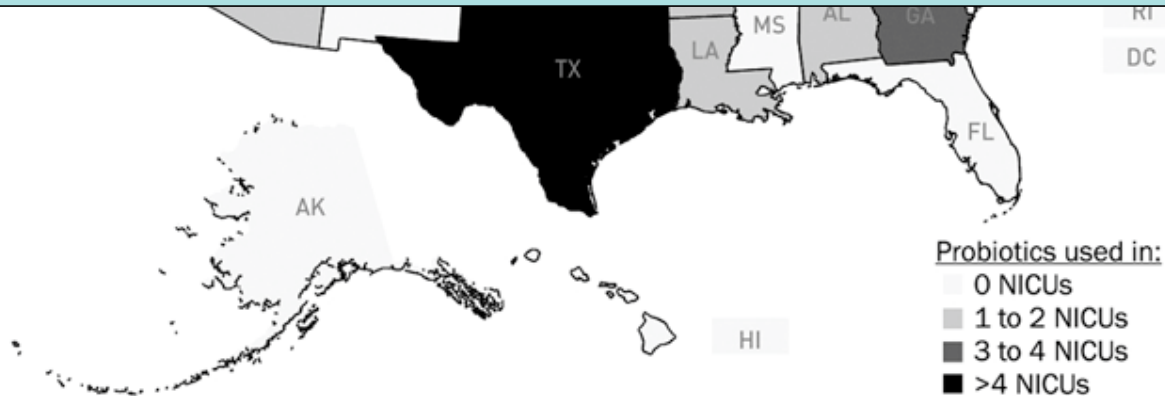 RI
AL
GA
MS
DC
LA
TX
FL
AK
Probiotics used in:
0 NICUs
1 to 2 NICUs
3 to 4 NICUs
HI
>4 NICUs